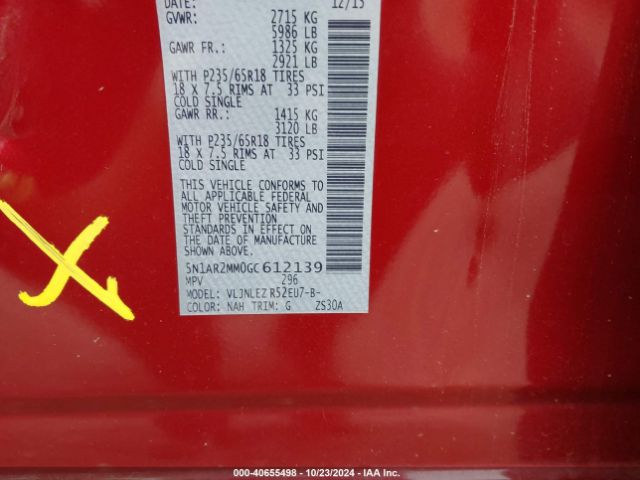 DATE: 12/15
GVWR: 2715 KG
5986 LB
GAWR FR.: 1325 KG
2921 LB
WITH P235/65R18 TIRES
18 X 7.5 RIMS AT 33 PSI
COLD SINGLE
GAWR RR.: 1415 KG
3120 LB
WITH P235/65R18 TIRES
18 X 7.5 RIMS AT 33 PSI
COLD SINGLE
THIS VEHICLE CONFORMS TO
ALL APPLICABLE FEDERAL
MOTOR VEHICLE SAFETY AND
THEFT PREVENTION
STANDARDS IN EFFECT ON
THE DATE OF MANUFACTURE
SHOWN ABOVE.
5N1AR2MM0GC612139
MPV 296
MODEL: VLJNLEZ R52EU7-B-
COLOR: NAH TRIM: G ZS30A
000-40655498 - 10/23/2024 - IAA Inc.